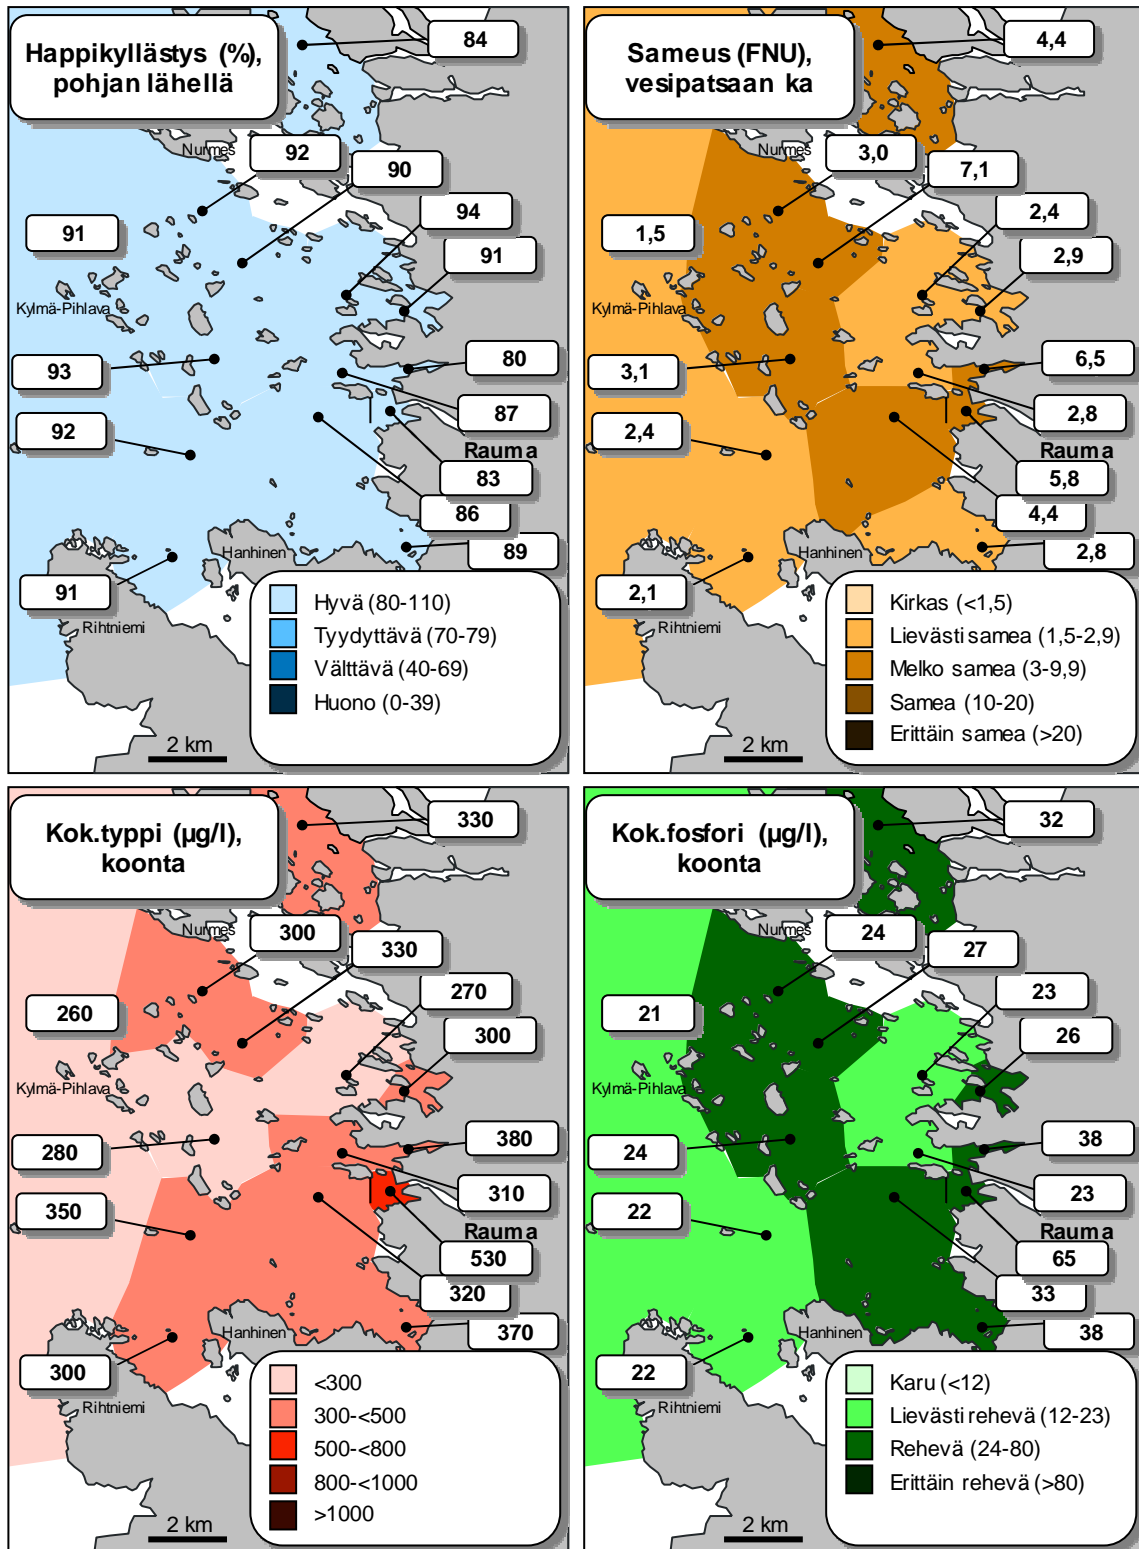 Happikyllästys (%),
pohjan lähellä
84
Nurmes
92
90
94
91
91
Kylmä-Pihlava
93
80
87
92
Rauma
83
86
89
Hanhinen
91
Rihtniemi
Hyvä (80-110)
Tyydyttävä (70-79)
Välttävä (40-69)
Huono (0-39)
2 km
Sameus (FNU),
vesipatsaan ka
4,4
Nurmes
3,0
7,1
2,4
1,5
2,9
Kylmä-Pihlava
3,1
6,5
2,8
2,4
Rauma
5,8
4,4
2,8
Hanhinen
2,1
Rihtniemi
Kirkas (<1,5)
Lievästi samea (1,5-2,9)
Melko samea (3-9,9)
Samea (10-20)
Erittäin samea (>20)
2 km
Kok.typpi (µg/l),
koonta
330
Nurmes
300
330
270
260
300
Kylmä-Pihlava
280
380
310
350
Rauma
530
320
370
Hanhinen
300
Rihtniemi
<300
300-<500
500-<800
800-<1000
>1000
2 km
Kok.fosfori (µg/l),
koonta
32
Nurmes
24
27
23
21
26
Kylmä-Pihlava
24
38
23
22
Rauma
65
33
38
Hanhinen
22
Rihtniemi
Karu (<12)
Lievästi rehevä (12-23)
Rehevä (24-80)
Erittäin rehevä (>80)
2 km